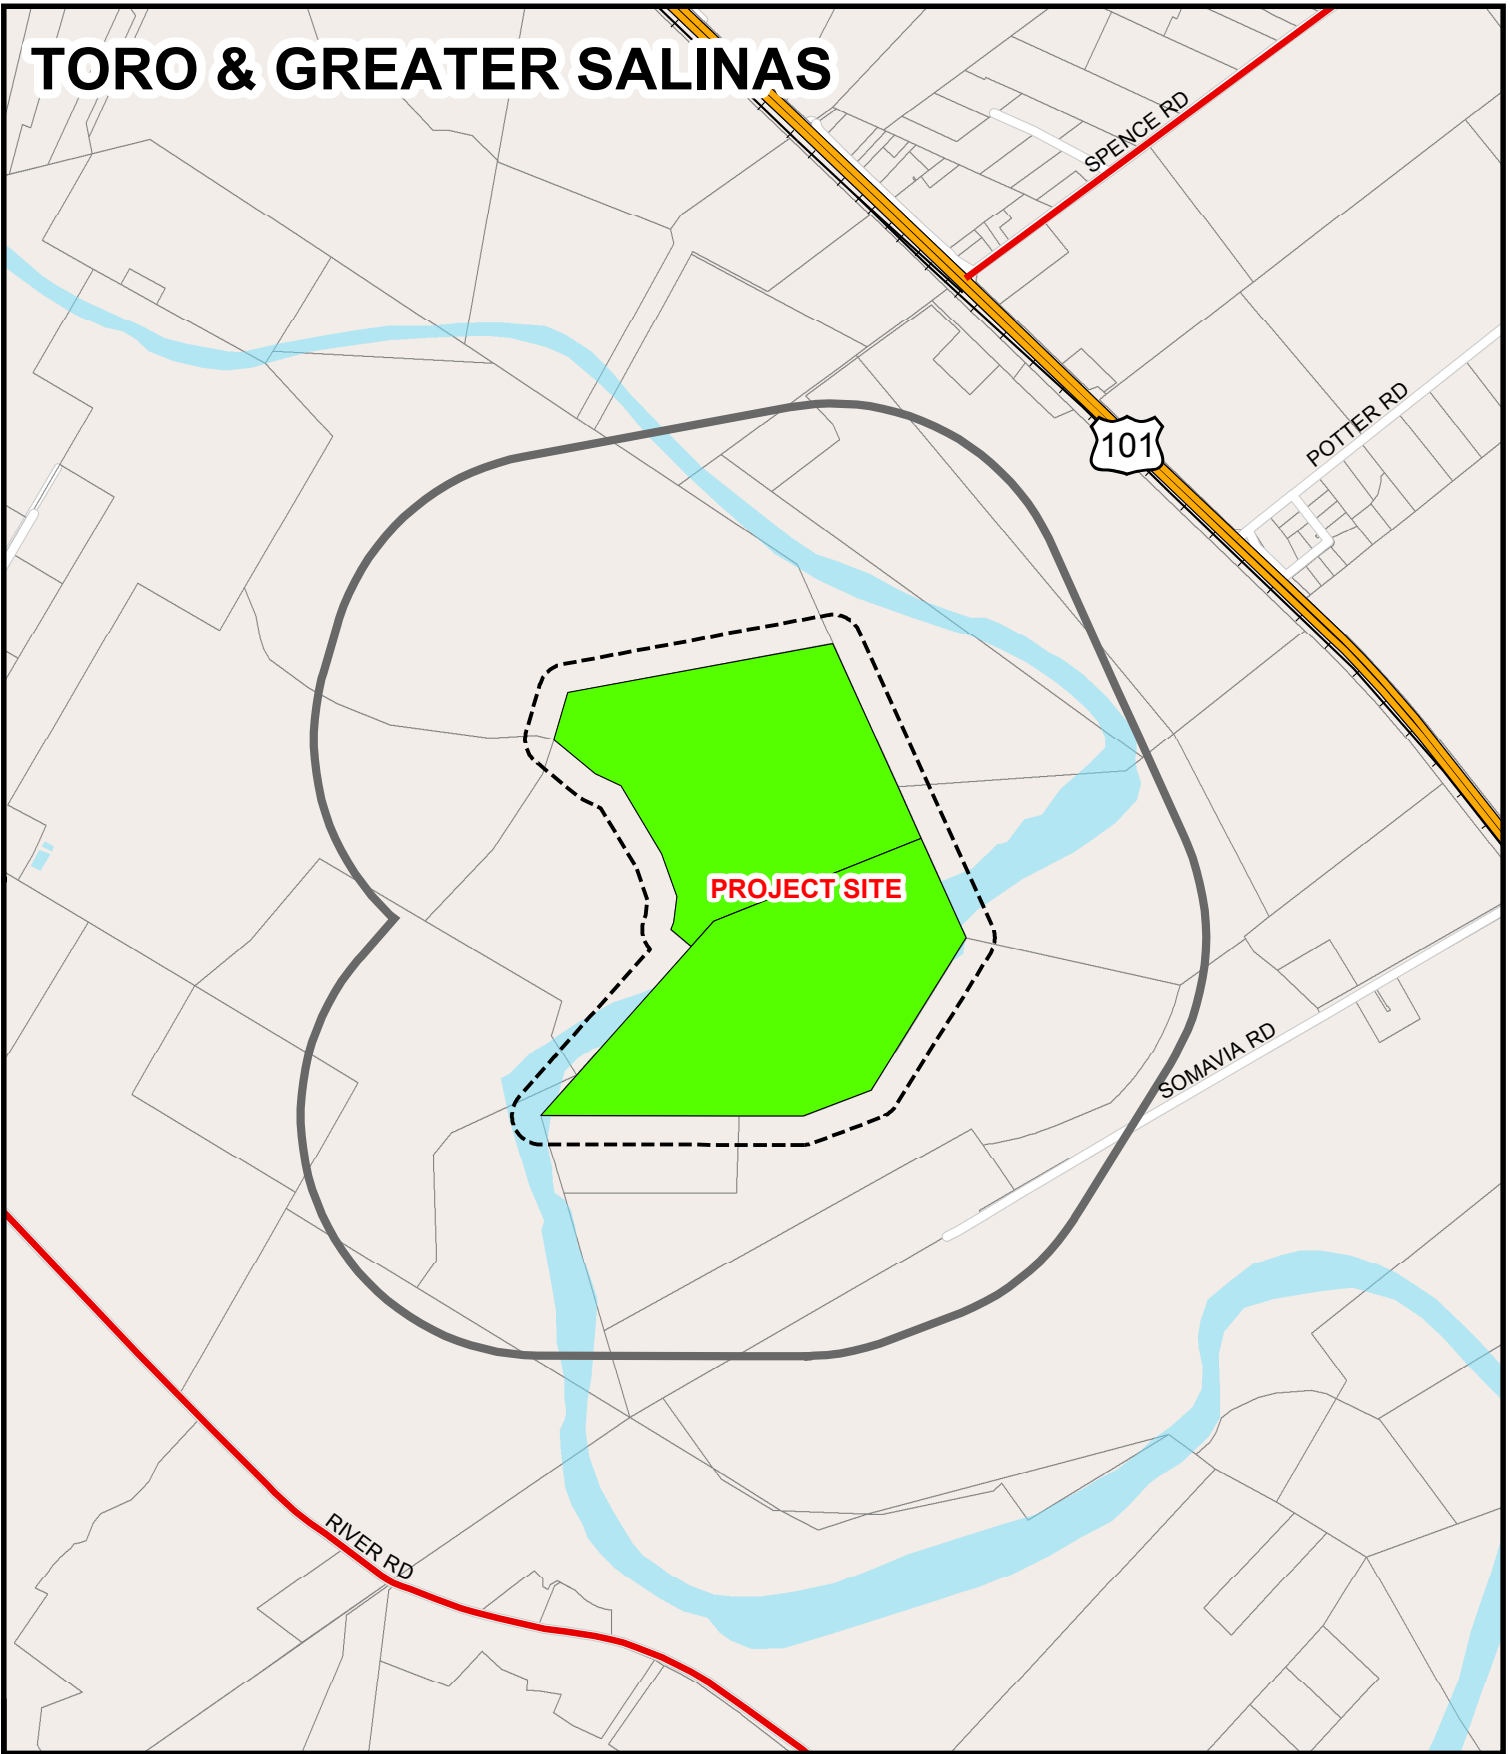 TORO & GREATER SALINAS
SPENCE RD
POTTER RD
101
PROJECT SITE
SOMAVIA RD
RIVER RD